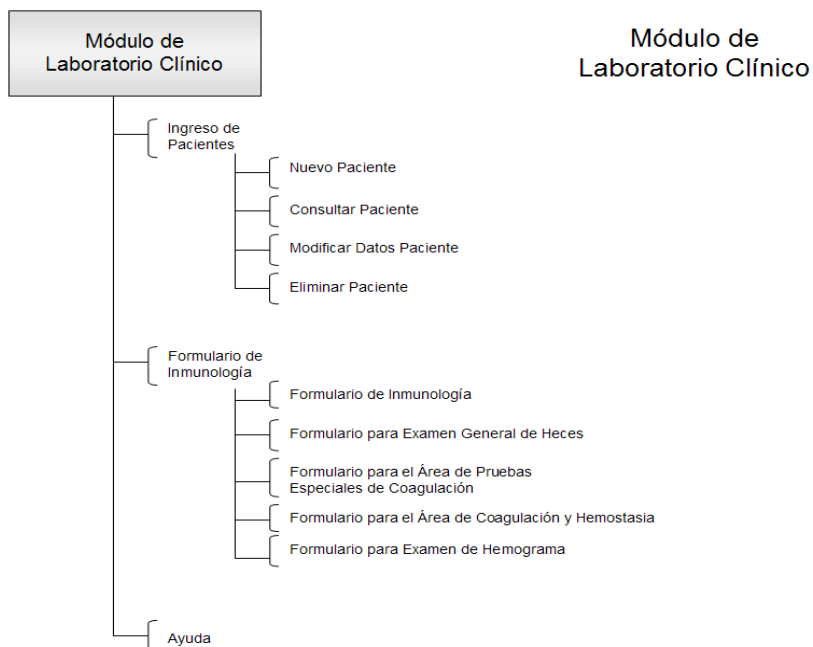 Módulo de
Laboratorio Clínico
Módulo de
Laboratorio Clínico
Ingreso de
Pacientes
Nuevo Paciente
Consultar Paciente
Modificar Datos Paciente
Eliminar Paciente
Formulario de
Inmunología
Formulario de Inmunología
Formulario para Examen General de Heces
Formulario para el Área de Pruebas
Especiales de Coagulación
Formulario para el Área de Coagulación y Hemostasia
Formulario para Examen de Hemograma
Ayuda